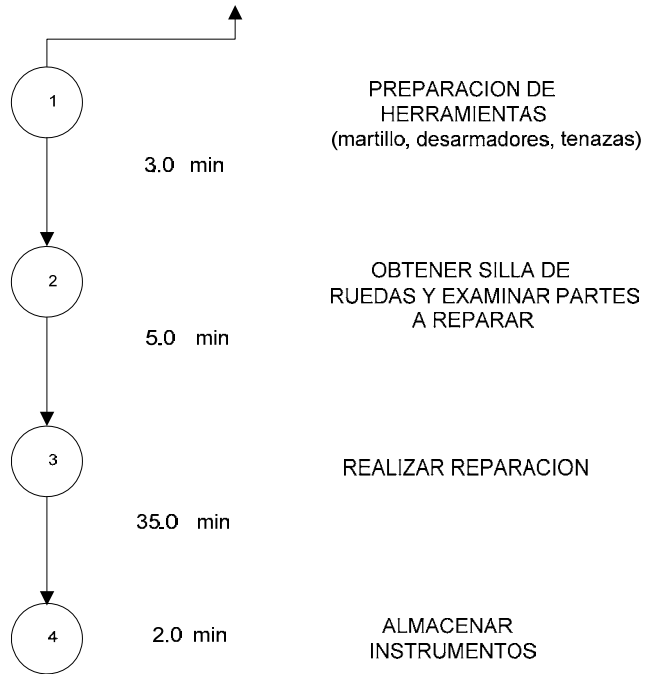 1
PREPARACION DE
HERRAMIENTAS
(martillo, desarmadores, tenazas)
3.0 min
2
OBTENER SILLA DE
RUEDAS Y EXAMINAR PARTES
A REPARAR
5.0 min
3
REALIZAR REPARACION
35.0 min
4
2.0 min
ALMACENAR
INSTRUMENTOS